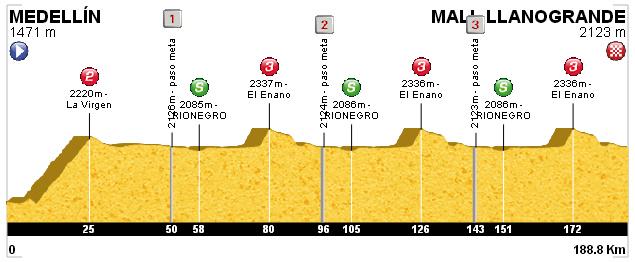 MEDELLÍN
1471 m
MALL LLANOGRANDE
2123 m
1
2126m- paso meta
2
2124m- paso meta
3
2123m- paso meta
2
2220m-
La Virgen
S
2085m-
RIONEGRO
3
2337m-
El Enano
S
2086m-
RIONEGRO
3
2336m-
El Enano
S
2086m-
RIONEGRO
3
2336m-
El Enano
25 50 58 80 96 105 126 143 151 172
0 188.8 Km